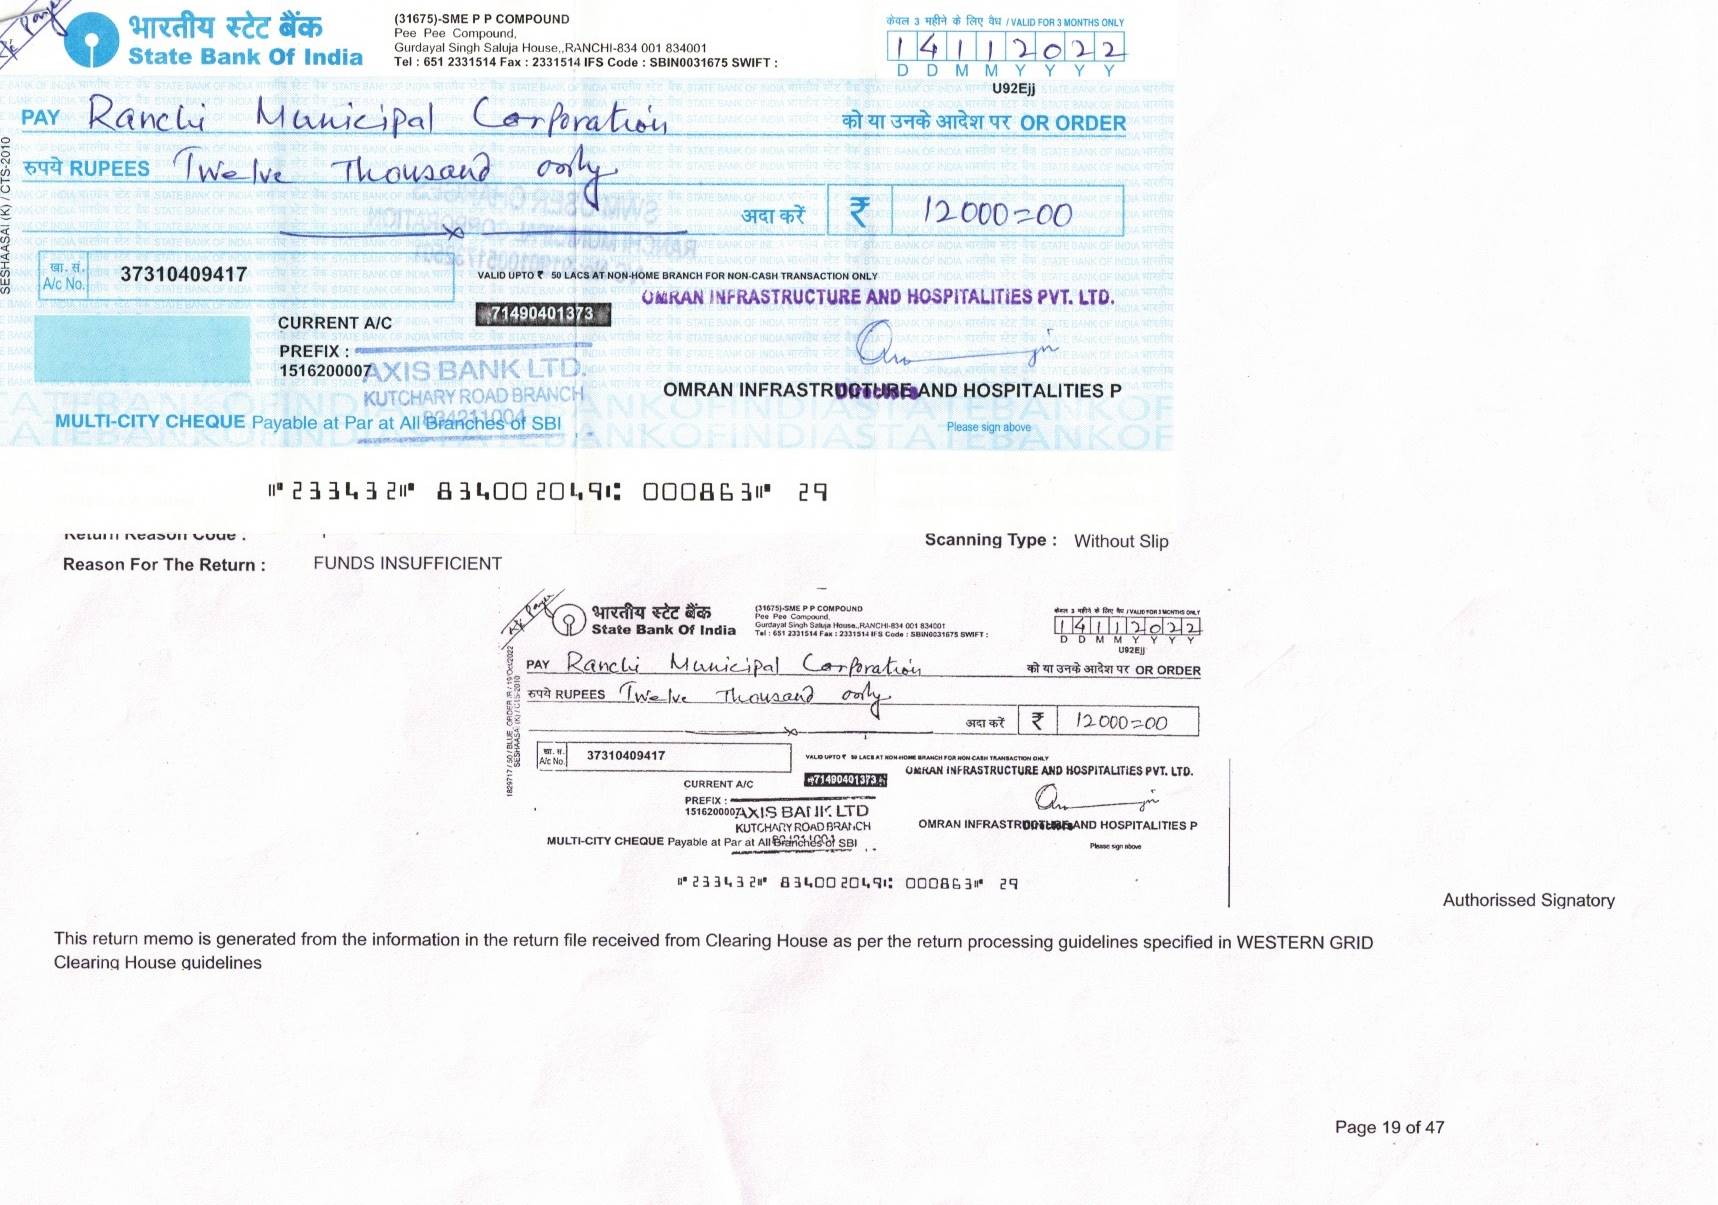 A/c Payee
भारतीय स्टेट बैंक
State Bank Of India
(31675)-SME P P COMPOUND
Pee Pee Compound,
Gurdayal Singh Saluja House,,RANCHI-834 001 834001
Tel : 651 2331514 Fax : 2331514 IFS Code : SBIN0031675 SWIFT :
केवल 3 महीने के लिए वैध / VALID FOR 3 MONTHS ONLY
14112022
D D M M Y Y Y Y
U92Ejj
PAY Ranchi Municipal Corporation को या उनके आदेश पर OR ORDER
रुपये RUPEES Twelve Thousand only
अदा करें ₹ 12000=00
SESHAASAI (K) / CTS-2010
खा. सं. A/c No. 37310409417
VALID UPTO ₹ 50 LACS AT NON-HOME BRANCH FOR NON-CASH TRANSACTION ONLY
OMRAN INFRASTRUCTURE AND HOSPITALITIES PVT. LTD.
CURRENT A/C 71490401373
PREFIX :
1516200007
AXIS BANK LTD.
KUTCHARY ROAD BRANCH
834211004
OMRAN INFRASTRUCTURE AND HOSPITALITIES P
Directors
MULTI-CITY CHEQUE Payable at Par at All Branches of SBI
Please sign above
⑈233432⑈ 834002049⑆ 000863⑈ 29
Return Reason Code :
Scanning Type : Without Slip
Reason For The Return : FUNDS INSUFFICIENT
A/c Payee
भारतीय स्टेट बैंक
State Bank Of India
(31675)-SME P P COMPOUND
Pee Pee Compound,
Gurdayal Singh Saluja House,,RANCHI-834 001 834001
Tel : 651 2331514 Fax : 2331514 IFS Code : SBIN0031675 SWIFT :
केवल 3 महीने के लिए वैध / VALID FOR 3 MONTHS ONLY
14112022
D D M M Y Y Y Y
U92Ejj
PAY Ranchi Municipal Corporation को या उनके आदेश पर OR ORDER
रुपये RUPEES Twelve Thousand only
अदा करें ₹ 12000=00
1829717 / 50 / BLUE_ORDER /R / 19/Oct/2022
SESHAASAI (K) / CTS-2010
खा. सं. A/c No. 37310409417
VALID UPTO ₹ 50 LACS AT NON-HOME BRANCH FOR NON-CASH TRANSACTION ONLY
OMRAN INFRASTRUCTURE AND HOSPITALITIES PVT. LTD.
CURRENT A/C 71490401373
PREFIX :
1516200007
AXIS BANK LTD
KUTCHARY ROAD BRANCH
OMRAN INFRASTRUCTURE AND HOSPITALITIES P
Directors
MULTI-CITY CHEQUE Payable at Par at All Branches of SBI
Please sign above
⑈233432⑈ 834002049⑆ 000863⑈ 29
Authorissed Signatory
This return memo is generated from the information in the return file received from Clearing House as per the return processing guidelines specified in WESTERN GRID
Clearing House guidelines
Page 19 of 47